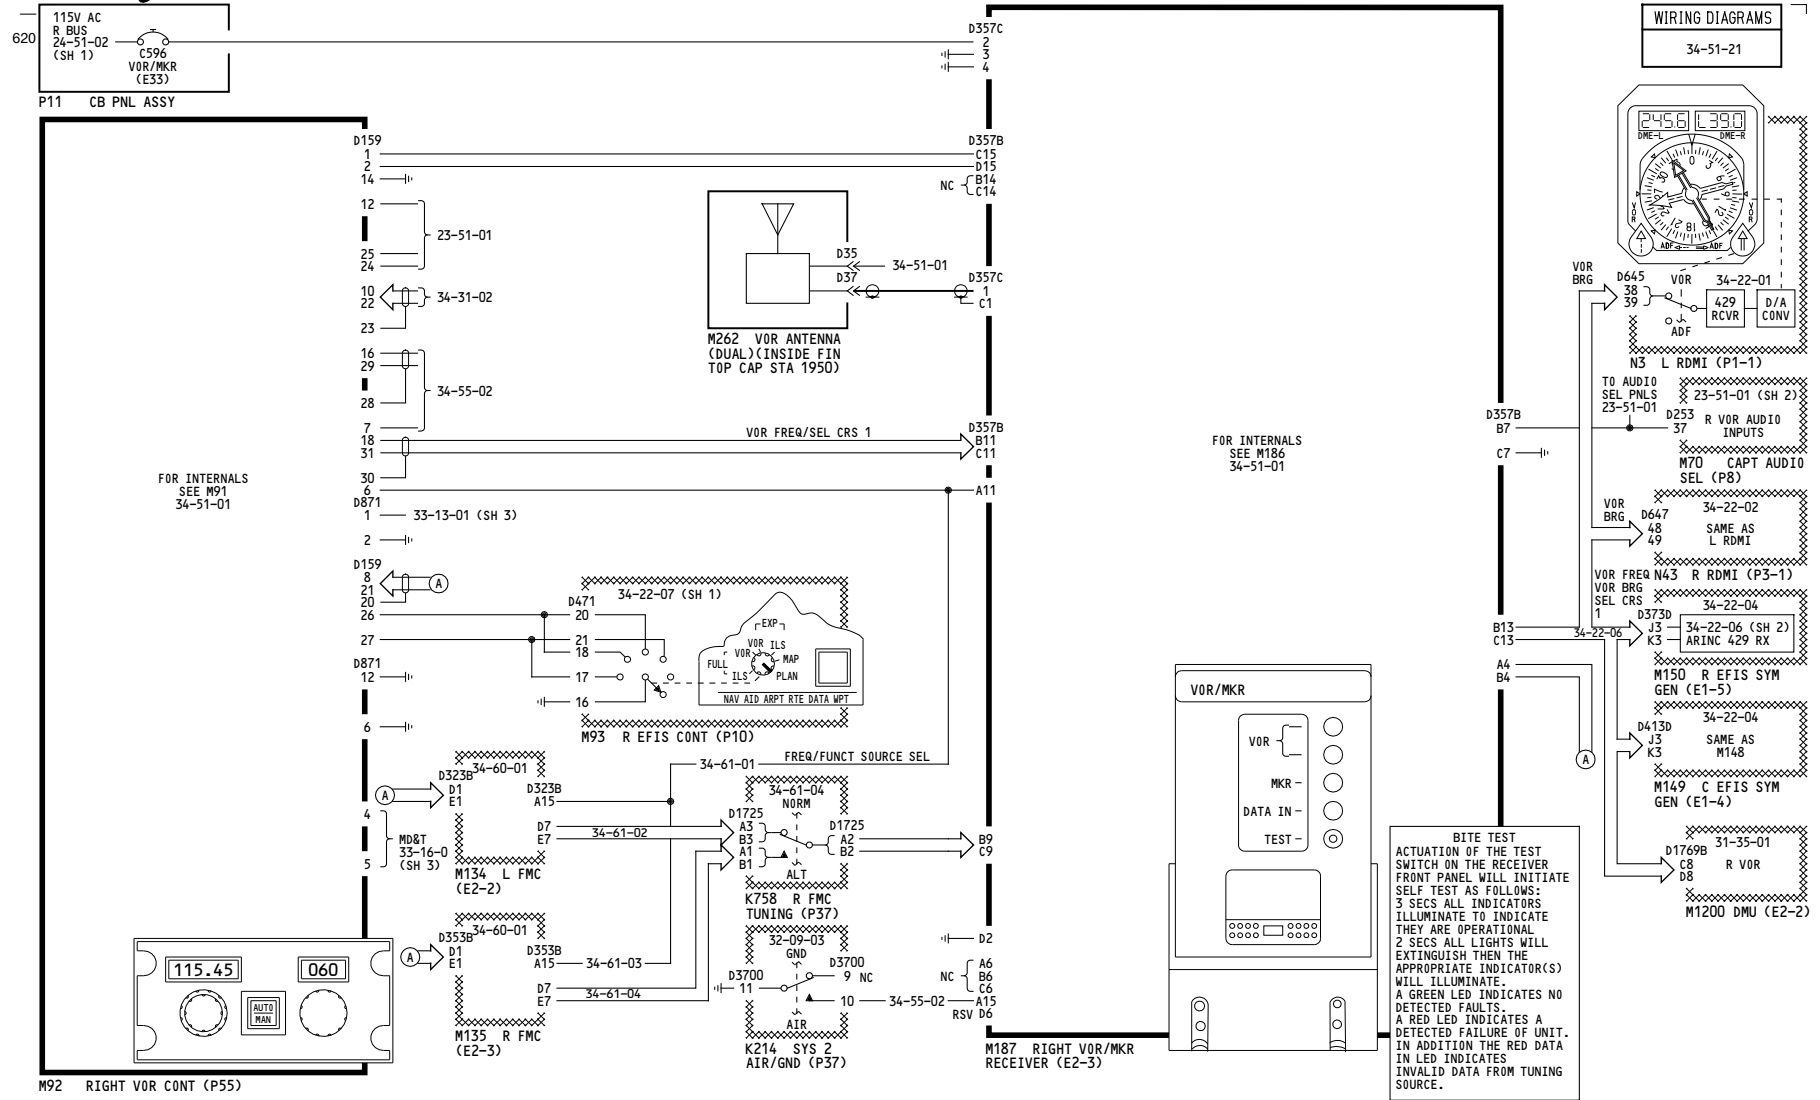 620
115V AC
R BUS
24-51-02
(SH 1)
C596
VOR/MKR
(E33)
P11 CB PNL ASSY
WIRING DIAGRAMS
34-51-21
D357C
2
3
4
D159
1
2
14
12
25
24
23-51-01
10
22
34-31-02
23
16
29
28
34-55-02
7
18
31
30
6
D871
1
33-13-01 (SH 3)
2
D159
8
21
20
A
26
27
D871
12
6
4
5
MD&T
33-16-0
(SH 3)
FOR INTERNALS
SEE M91
34-51-01
115.45
060
AUTO
MAN
M92 RIGHT VOR CONT (P55)
D357B
C15
D15
NC
B14
C14
D35
34-51-01
D37
D357C
1
C1
M262 VOR ANTENNA
(DUAL)(INSIDE FIN
TOP CAP STA 1950)
VOR FREQ/SEL CRS 1
D357B
B11
C11
A11
34-22-07 (SH 1)
D471
20
21
18
17
16
EXP
VOR ILS
VOR
MAP
FULL
ILS
PLAN
NAV AID ARPT RTE DATA WPT
M93 R EFIS CONT (P10)
FREQ/FUNCT SOURCE SEL
34-61-01
34-60-01
A
D323B
D1
E1
D323B
A15
D7
E7
34-61-02
M134 L FMC
(E2-2)
34-61-04
NORM
D1725
A3
B3
A1
B1
D1725
A2
B2
ALT
B9
C9
K758 R FMC
TUNING (P37)
34-60-01
A
D353B
D1
E1
D353B
A15
34-61-03
D7
E7
34-61-04
M135 R FMC
(E2-3)
32-09-03
GND
D3700
11
D3700
9 NC
10
34-55-02
AIR
K214 SYS 2
AIR/GND (P37)
D2
NC
A6
B6
C6
A15
RSV D6
M187 RIGHT VOR/MKR
RECEIVER (E2-3)
FOR INTERNALS
SEE M186
34-51-01
VOR/MKR
VOR
MKR
DATA IN
TEST
D357B
B7
C7
B13
C13
A4
B4
A
BITE TEST
ACTUATION OF THE TEST
SWITCH ON THE RECEIVER
FRONT PANEL WILL INITIATE
SELF TEST AS FOLLOWS:
3 SECS ALL INDICATORS
ILLUMINATE TO INDICATE
THEY ARE OPERATIONAL
2 SECS ALL LIGHTS WILL
EXTINGUISH THEN THE
APPROPRIATE INDICATOR(S)
WILL ILLUMINATE.
A GREEN LED INDICATES NO
DETECTED FAULTS.
A RED LED INDICATES A
DETECTED FAILURE OF UNIT.
IN ADDITION THE RED DATA
IN LED INDICATES
INVALID DATA FROM TUNING
SOURCE.
245.6 L39.0
DME-L DME-R
0 3 6 9 12 15 18 21 24 27 30
VOR
VOR
ADF
ADF
VOR
BRG
D645
38
39
VOR
ADF
34-22-01
429
RCVR
D/A
CONV
N3 L RDMI (P1-1)
TO AUDIO
SEL PNLS
23-51-01
23-51-01 (SH 2)
D253
37
R VOR AUDIO
INPUTS
M70 CAPT AUDIO
SEL (P8)
VOR
BRG
D647
48
49
34-22-02
SAME AS
L RDMI
N43 R RDMI (P3-1)
VOR FREQ
VOR BRG
SEL CRS
1
34-22-06
D373D
J3
K3
34-22-04
34-22-06 (SH 2)
ARINC 429 RX
M150 R EFIS SYM
GEN (E1-5)
D413D
J3
K3
34-22-04
SAME AS
M148
M149 C EFIS SYM
GEN (E1-4)
D1769B
C8
D8
31-35-01
R VOR
M1200 DMU (E2-2)